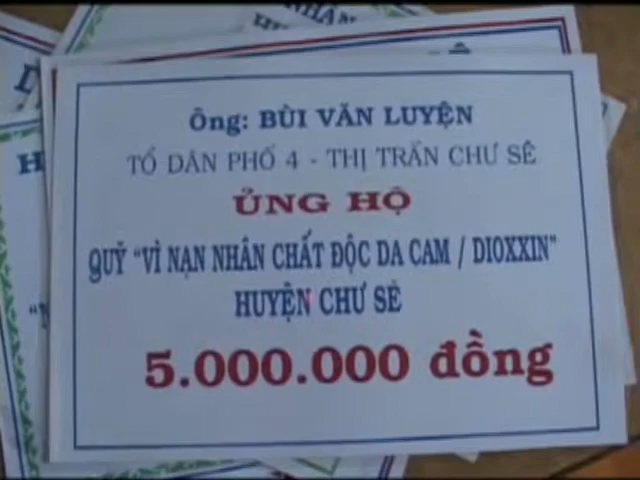 Ông: BÙI VĂN LUYỆN
TỔ DÂN PHỐ 4 - THỊ TRẤN CHƯ SÊ
ỦNG HỘ
QUỸ "VÌ NẠN NHÂN CHẤT ĐỘC DA CAM / DIOXXIN"
HUYỆN CHƯ SÊ
5.000.000 đồng